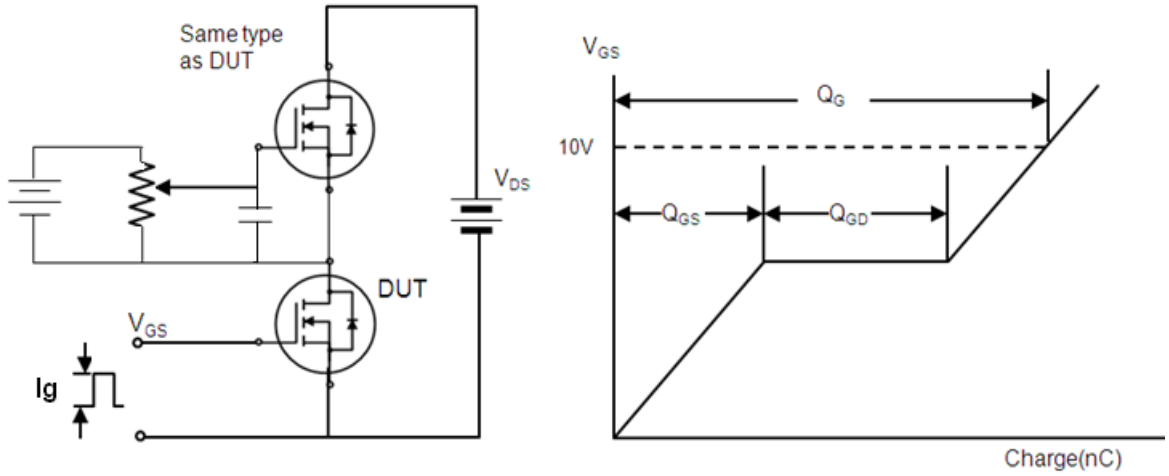 Same type
as DUT
V_DS
DUT
V_GS
Ig
V_GS
Q_G
10V
Q_GS
Q_GD
Charge(nC)